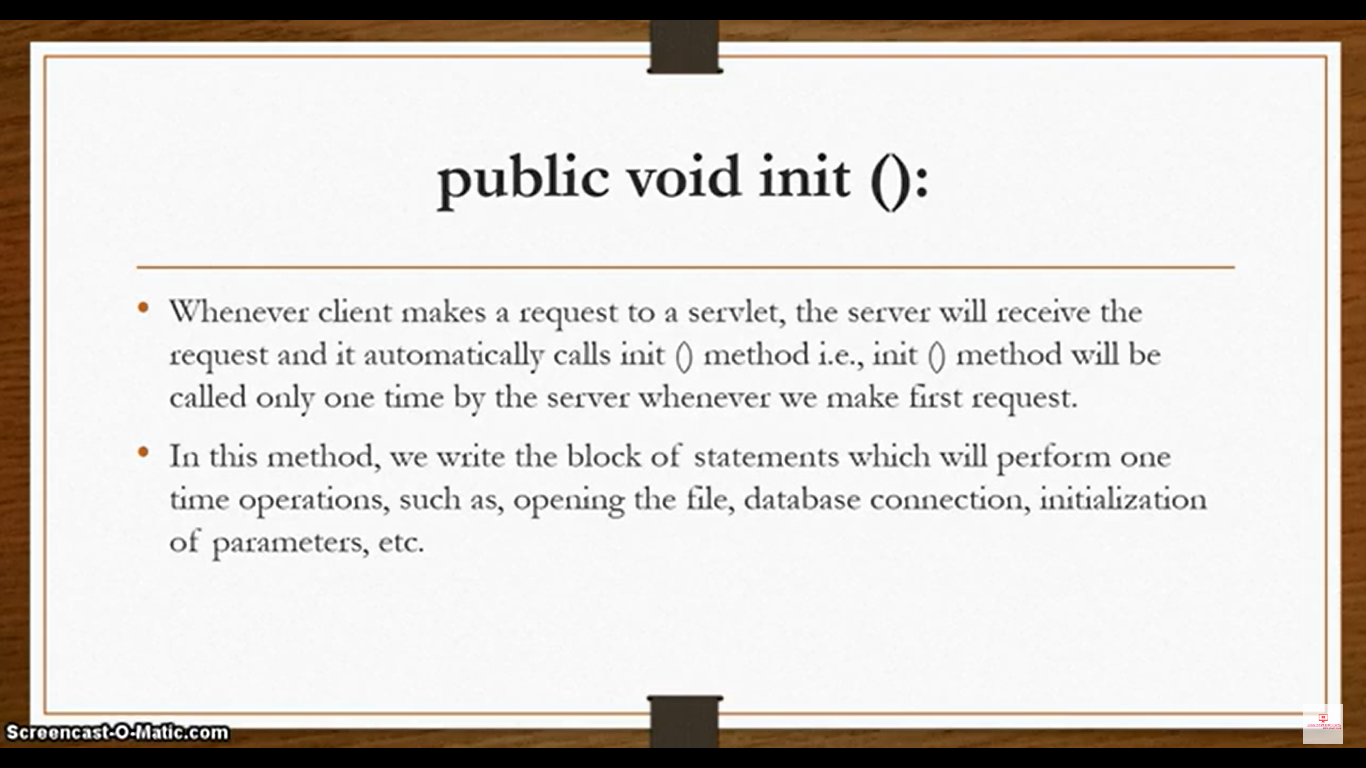 public void init ():
• Whenever client makes a request to a servlet, the server will receive the
request and it automatically calls init () method i.e., init () method will be
called only one time by the server whenever we make first request.
• In this method, we write the block of statements which will perform one
time operations, such as, opening the file, database connection, initialization
of parameters, etc.
Screencast-O-Matic.com